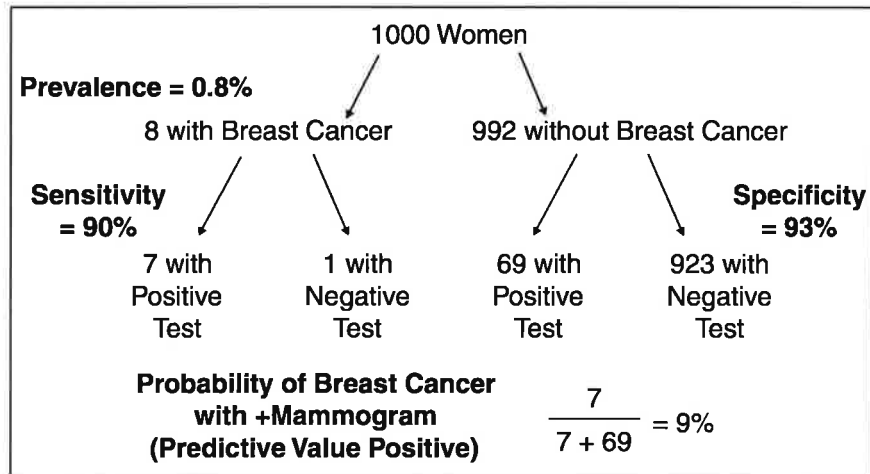 1000 Women
Prevalence = 0.8%
8 with Breast Cancer
992 without Breast Cancer
Sensitivity
= 90%
Specificity
= 93%
7 with
Positive
Test
1 with
Negative
Test
69 with
Positive
Test
923 with
Negative
Test
Probability of Breast Cancer
with +Mammogram
(Predictive Value Positive)
7
7 + 69
= 9%